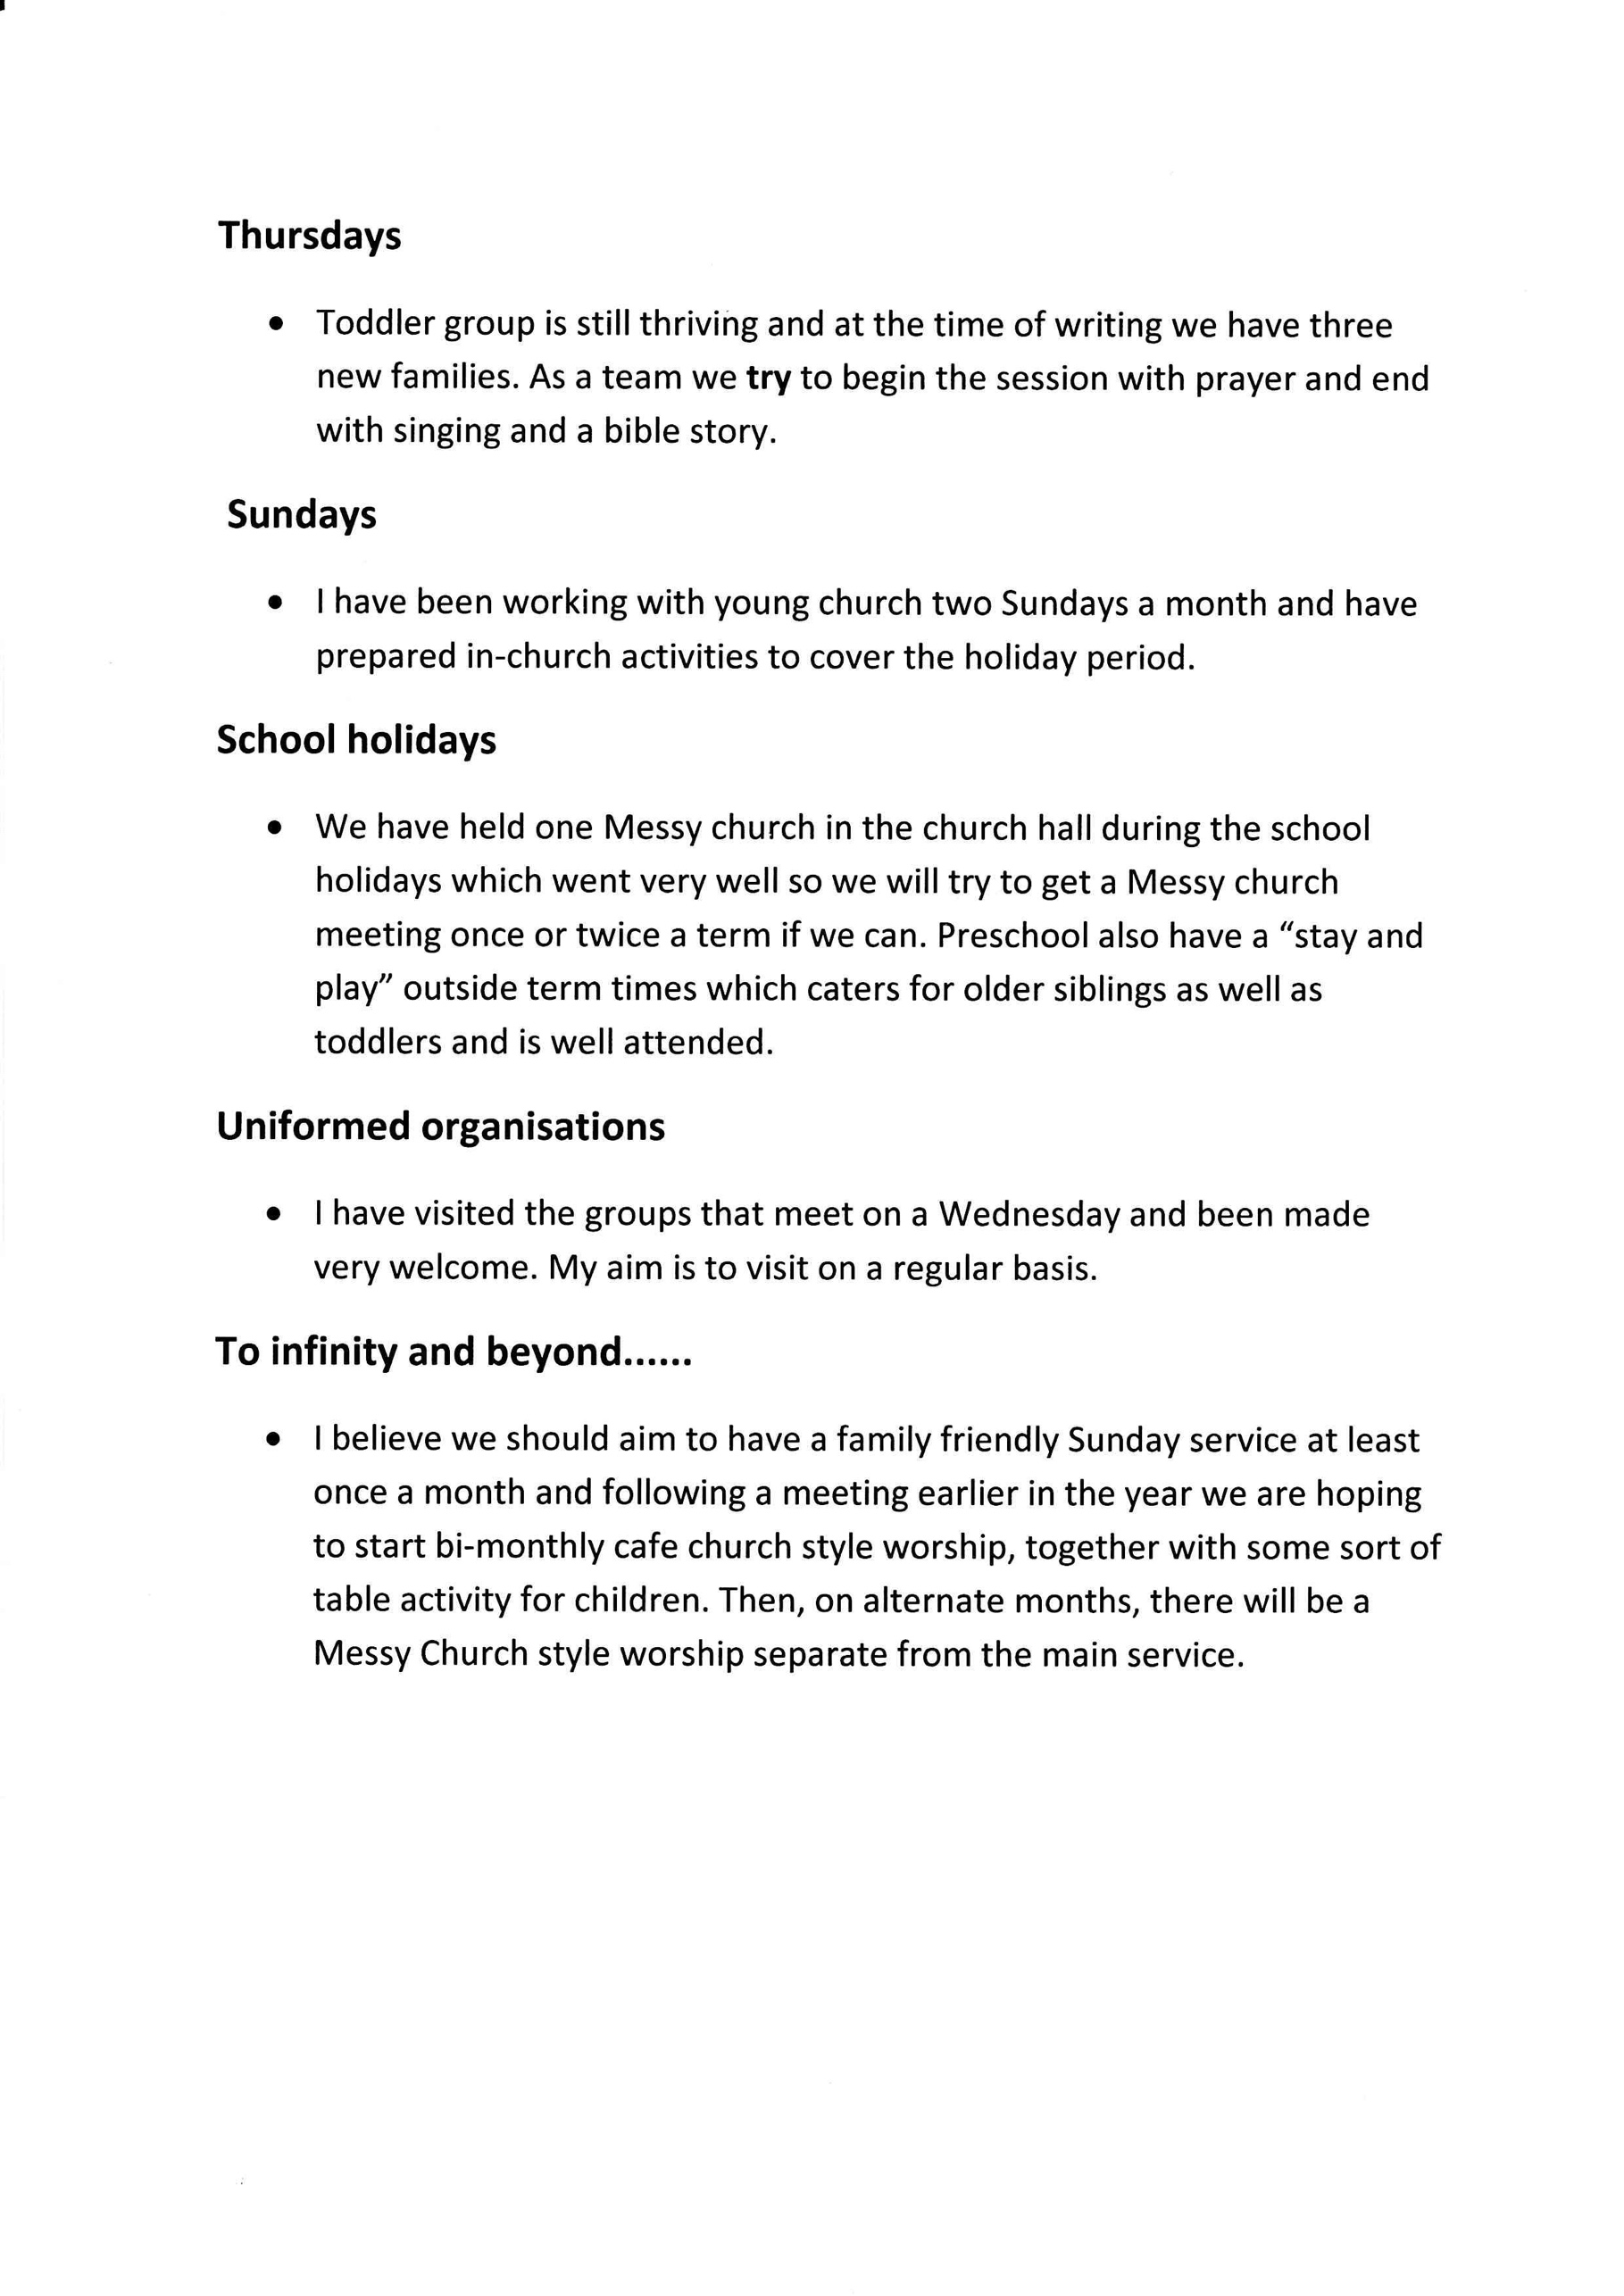 Thursdays
• Toddler group is still thriving and at the time of writing we have three
new families. As a team we try to begin the session with prayer and end
with singing and a bible story.
Sundays
• I have been working with young church two Sundays a month and have
prepared in-church activities to cover the holiday period.
School holidays
• We have held one Messy church in the church hall during the school
holidays which went very well so we will try to get a Messy church
meeting once or twice a term if we can. Preschool also have a “stay and
play” outside term times which caters for older siblings as well as
toddlers and is well attended.
Uniformed organisations
• I have visited the groups that meet on a Wednesday and been made
very welcome. My aim is to visit on a regular basis.
To infinity and beyond......
• I believe we should aim to have a family friendly Sunday service at least
once a month and following a meeting earlier in the year we are hoping
to start bi-monthly cafe church style worship, together with some sort of
table activity for children. Then, on alternate months, there will be a
Messy Church style worship separate from the main service.